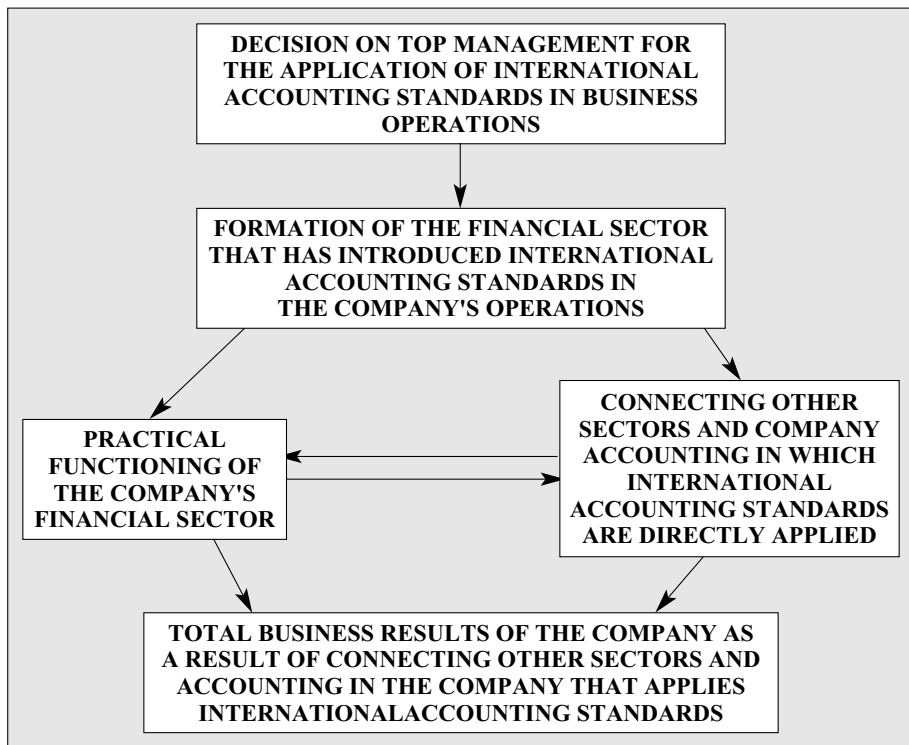 DECISION ON TOP MANAGEMENT FOR
THE APPLICATION OF INTERNATIONAL
ACCOUNTING STANDARDS IN BUSINESS
OPERATIONS
FORMATION OF THE FINANCIAL SECTOR
THAT HAS INTRODUCED INTERNATIONAL
ACCOUNTING STANDARDS IN
THE COMPANY'S OPERATIONS
PRACTICAL
FUNCTIONING OF
THE COMPANY'S
FINANCIAL SECTOR
CONNECTING OTHER
SECTORS AND COMPANY
ACCOUNTING IN WHICH
INTERNATIONAL
ACCOUNTING STANDARDS
ARE DIRECTLY APPLIED
TOTAL BUSINESS RESULTS OF THE COMPANY AS
A RESULT OF CONNECTING OTHER SECTORS AND
ACCOUNTING IN THE COMPANY THAT APPLIES
INTERNATIONALACCOUNTING STANDARDS